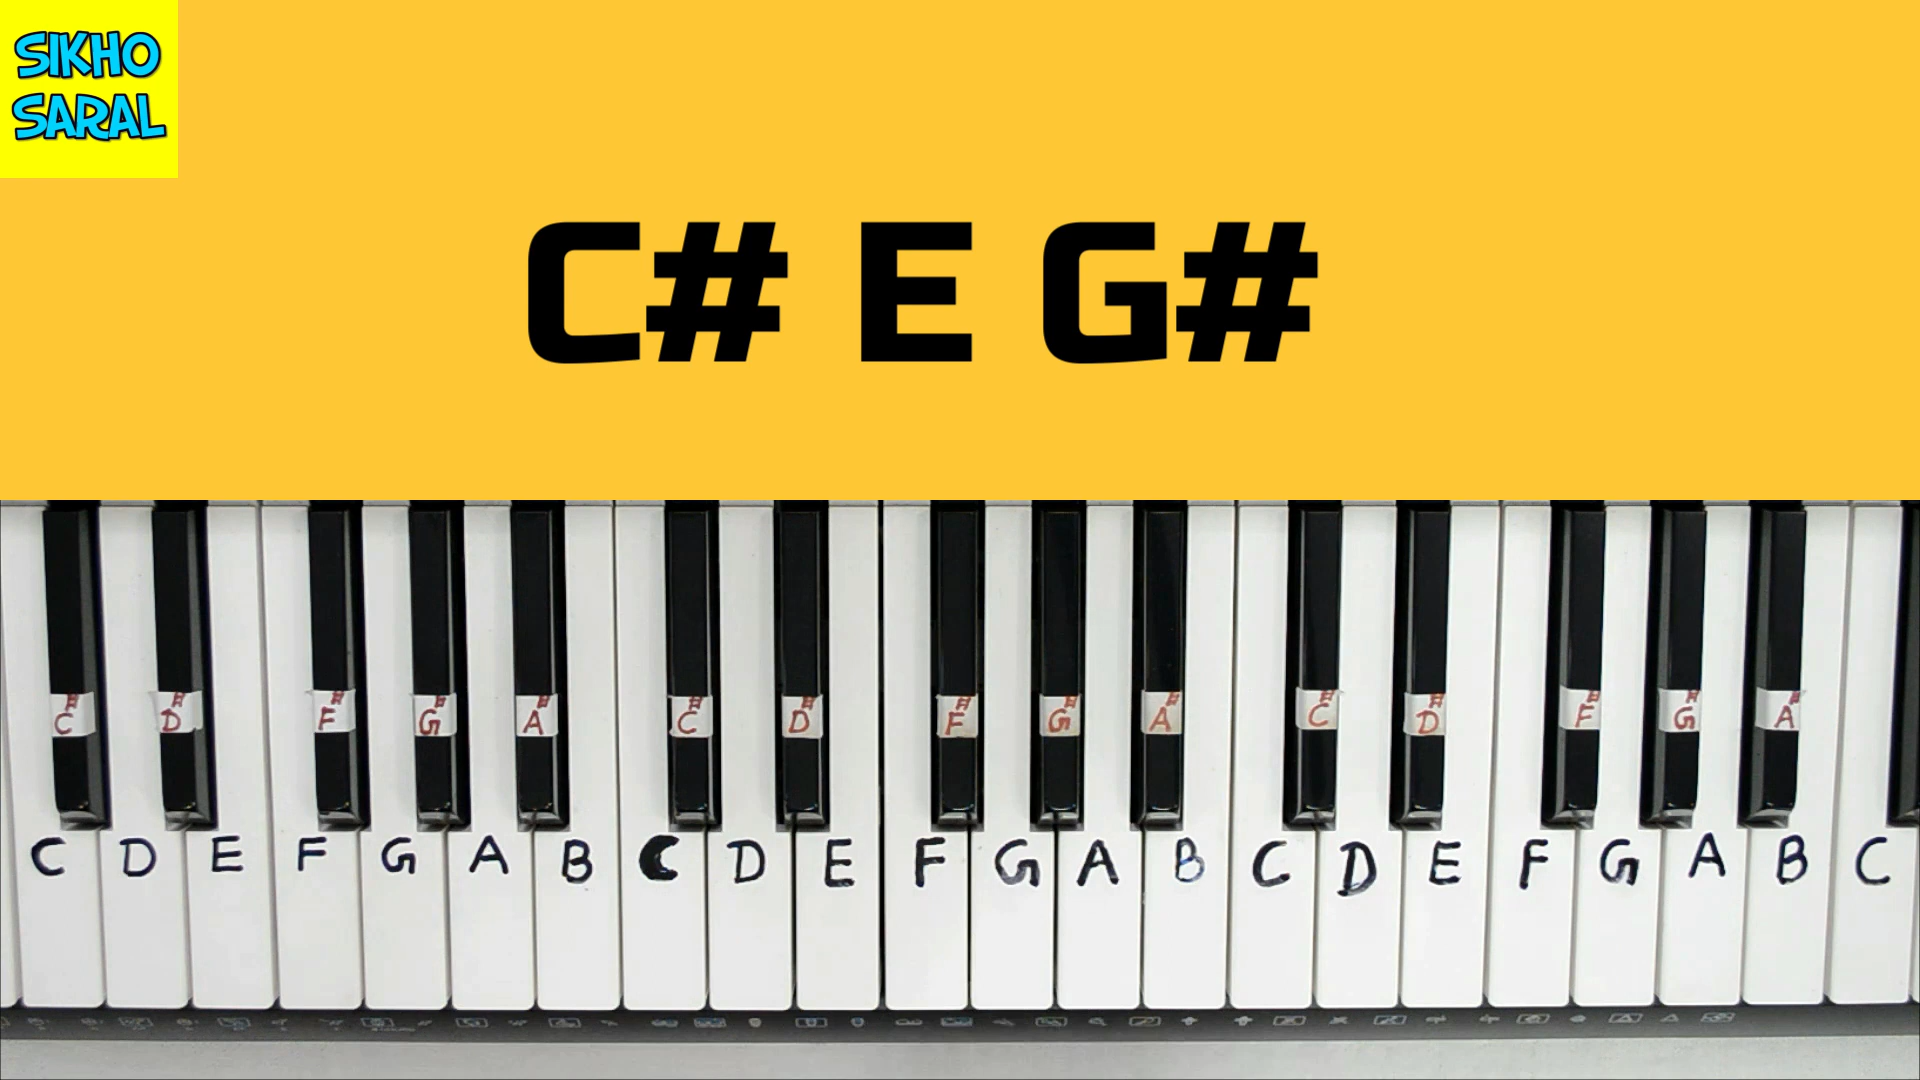 SIKHO
SARAL
C# E G#
C# D# F# G# A# C# D# F# G# A# C# D# F# G# A#
C D E F G A B C D E F G A B C D E F G A B C